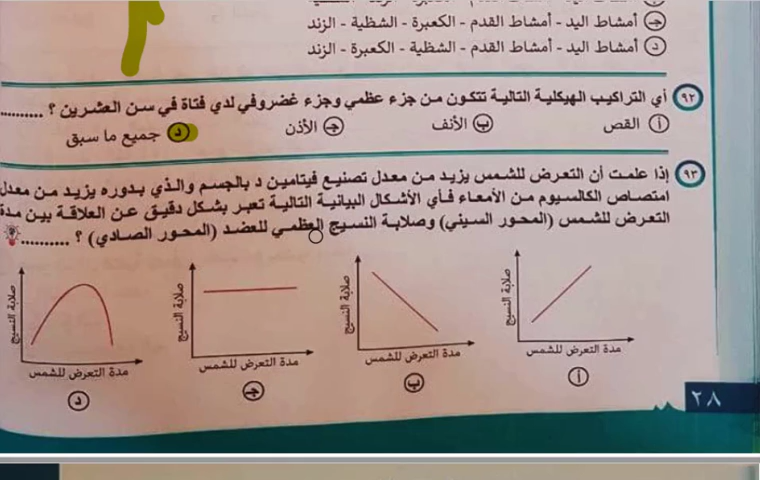 ج أمشاط اليد - أمشاط القدم - الكعبرة - الشظية - الزند
د أمشاط اليد - أمشاط القدم - الشظية - الكعبرة - الزند
٩٢ أي التراكيب الهيكلية التالية تتكون من جزء عظمي وجزء غضروفي لدي فتاة في سن العشرين ؟ ..........
أ القص ب الأنف ج الأذن د جميع ما سبق
٩٣ إذا علمت أن التعرض للشمس يزيد من معدل تصنيع فيتامين د بالجسم والذي بدوره يزيد من معدل
امتصاص الكالسيوم من الأمعاء فأي الأشكال البيانية التالية تعبر بشكل دقيق عن العلاقة بين مدة
التعرض للشمس (المحور السيني) وصلابة النسيج العظمي للعضد (المحور الصادي) ؟ ..........
صلابة النسيج صلابة النسيج صلابة النسيج صلابة النسيج
مدة التعرض للشمس مدة التعرض للشمس مدة التعرض للشمس مدة التعرض للشمس
أ ب ج د
٢٨